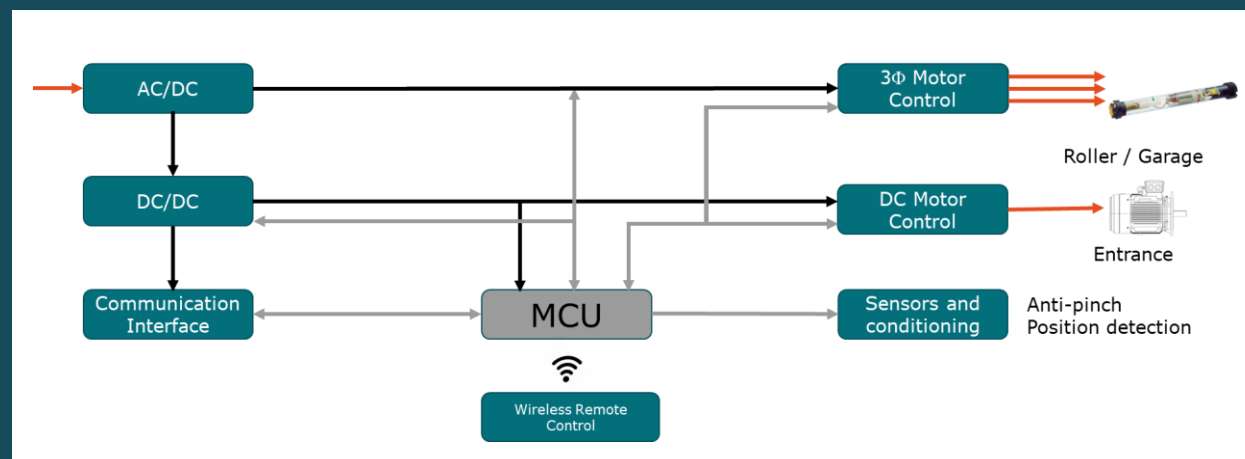 AC/DC
3Φ Motor
Control
Roller / Garage
DC/DC
DC Motor
Control
Entrance
Communication
Interface
MCU
Sensors and
conditioning
Anti-pinch
Position detection
Wireless Remote
Control